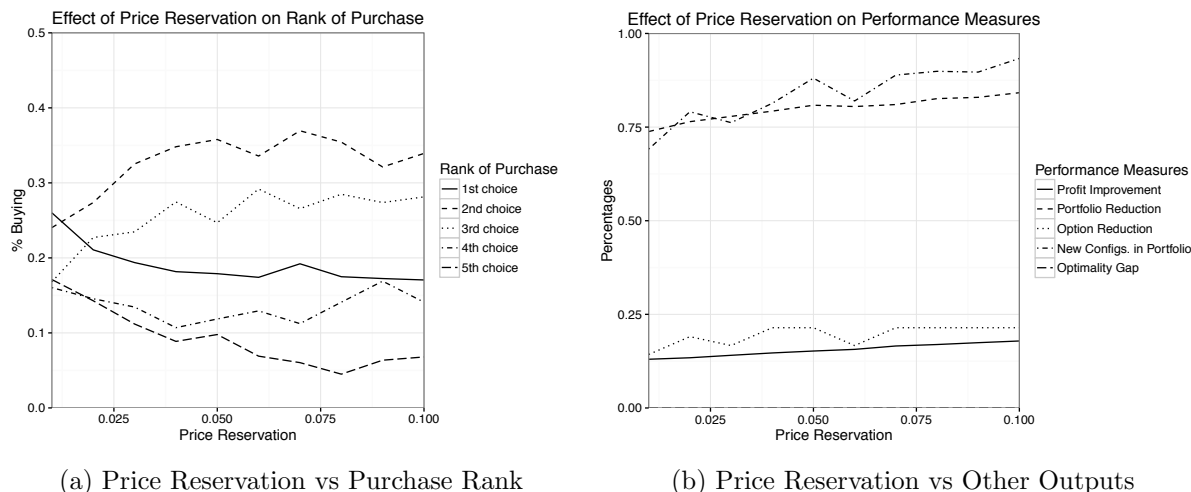 Effect of Price Reservation on Rank of Purchase
0.5
0.4
0.3
0.2
0.1
0.0
% Buying
0.025
0.050
0.075
0.100
Price Reservation
Rank of Purchase
1st choice
2nd choice
3rd choice
4th choice
5th choice
(a) Price Reservation vs Purchase Rank
Effect of Price Reservation on Performance Measures
1.00
0.75
0.50
0.25
0.00
Percentages
0.025
0.050
0.075
0.100
Price Reservation
Performance Measures
Profit Improvement
Portfolio Reduction
Option Reduction
New Configs. in Portfolio
Optimality Gap
(b) Price Reservation vs Other Outputs